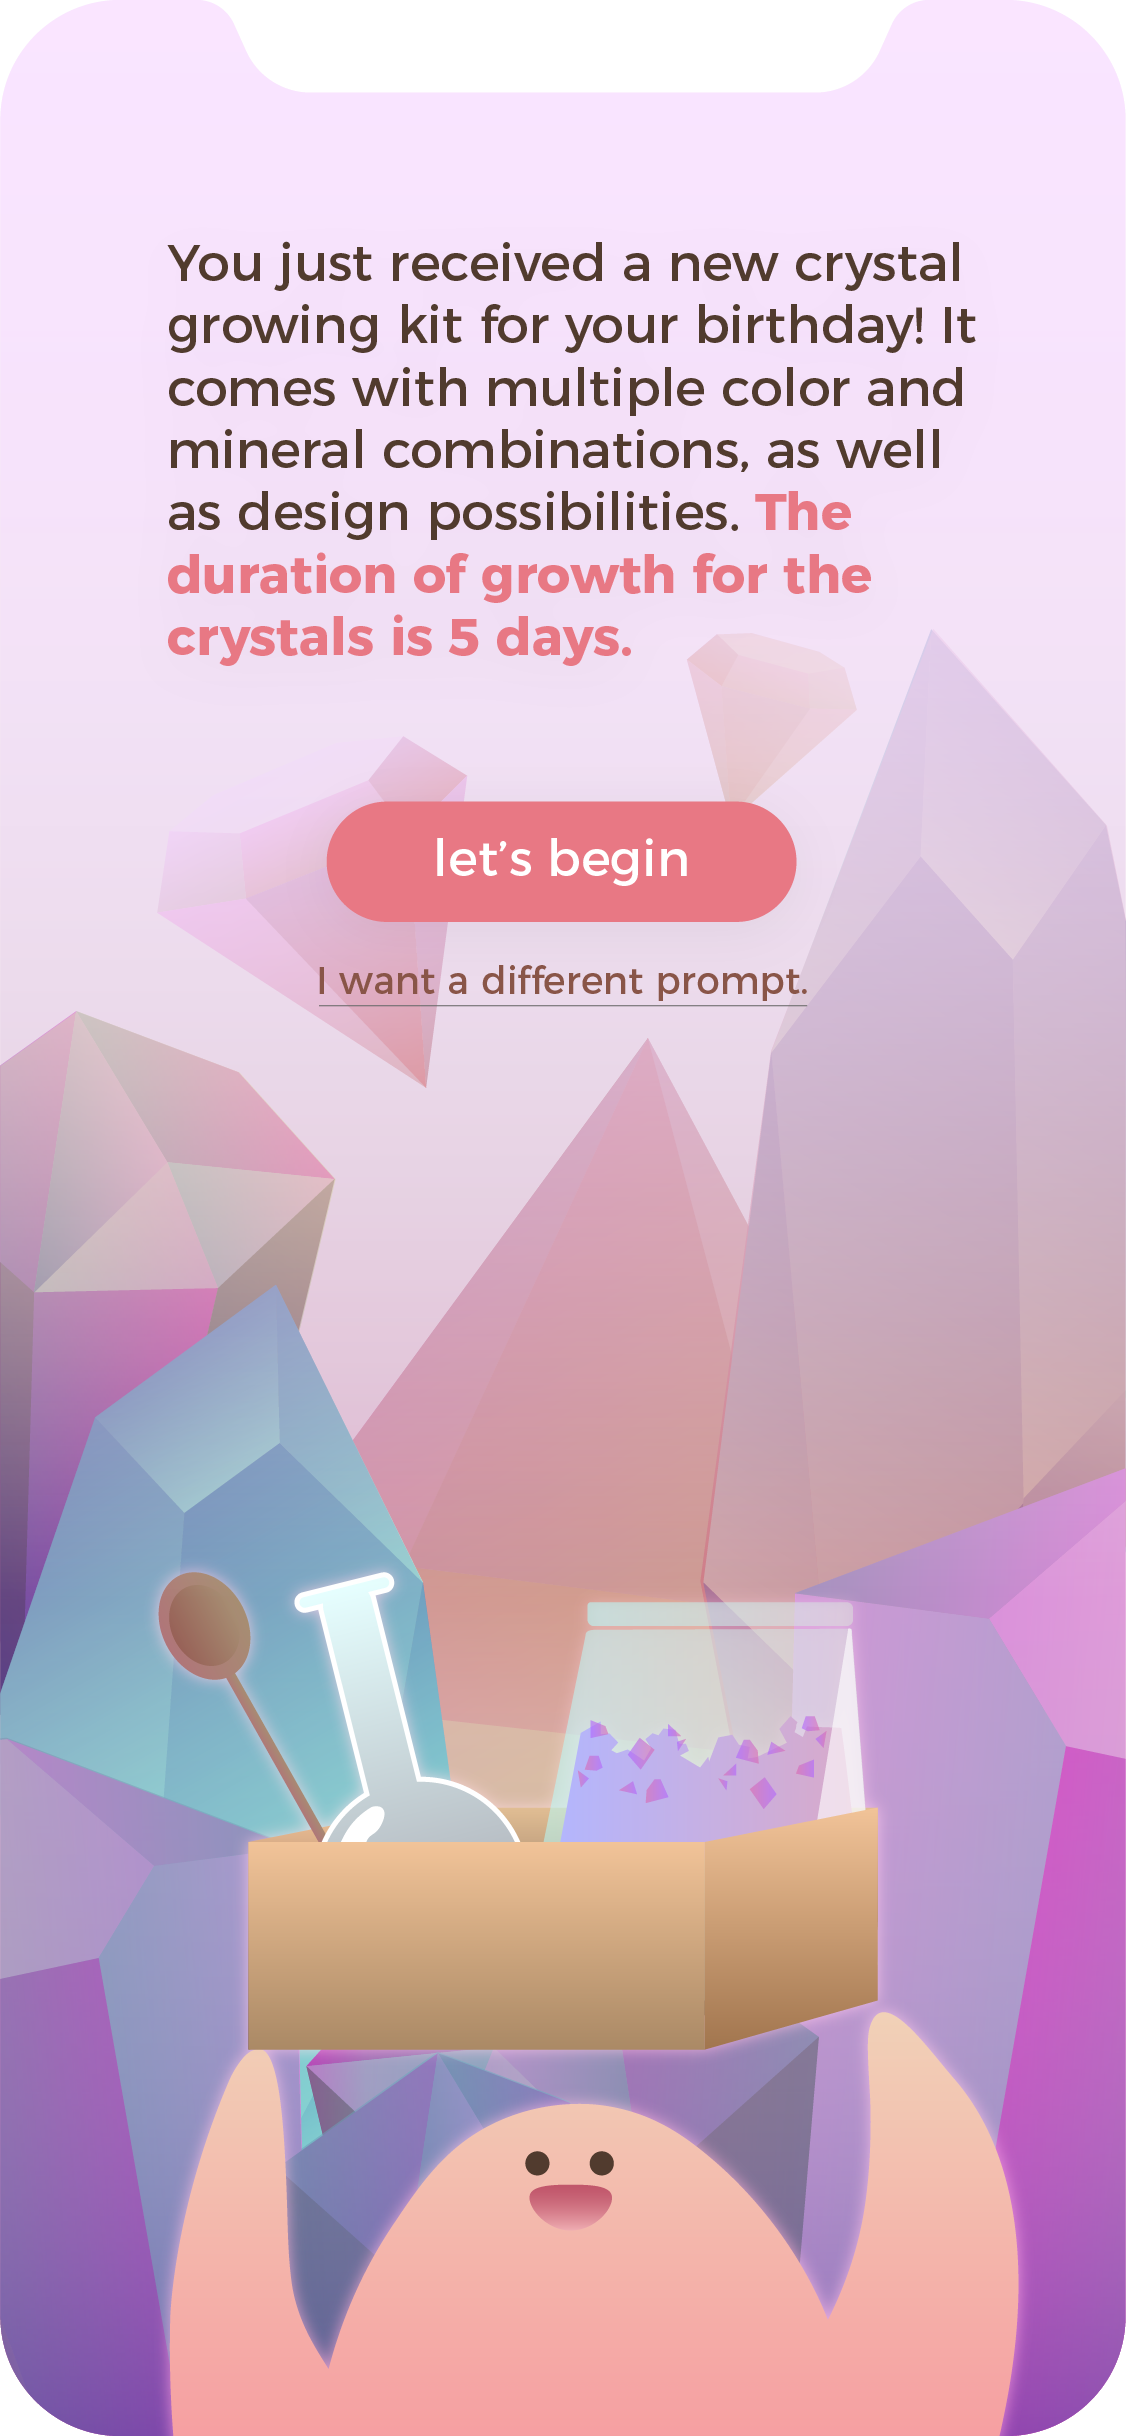 You just received a new crystal
growing kit for your birthday! It
comes with multiple color and
mineral combinations, as well
as design possibilities. The
duration of growth for the
crystals is 5 days.
let’s begin
I want a different prompt.